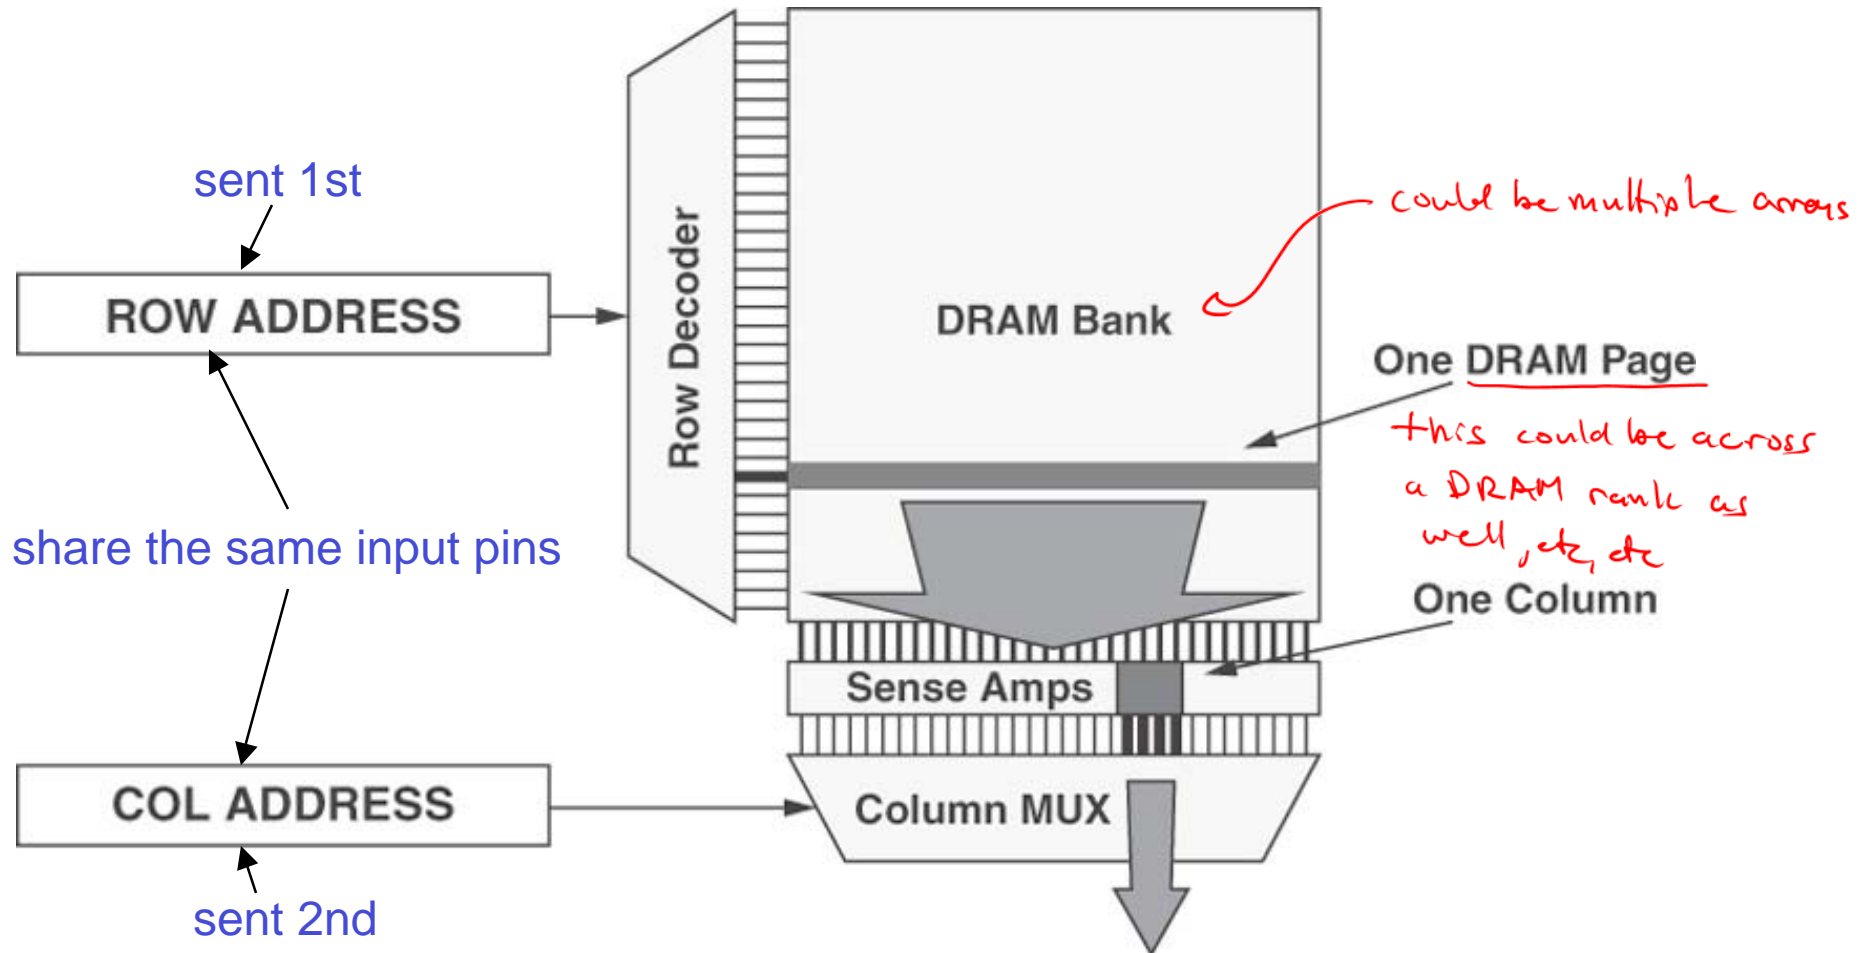 sent 1st
ROW ADDRESS
Row Decoder
could be multiple arrays
DRAM Bank
One DRAM Page
this could be across
a DRAM rank as
well, etc, etc
share the same input pins
One Column
Sense Amps
COL ADDRESS
Column MUX
sent 2nd